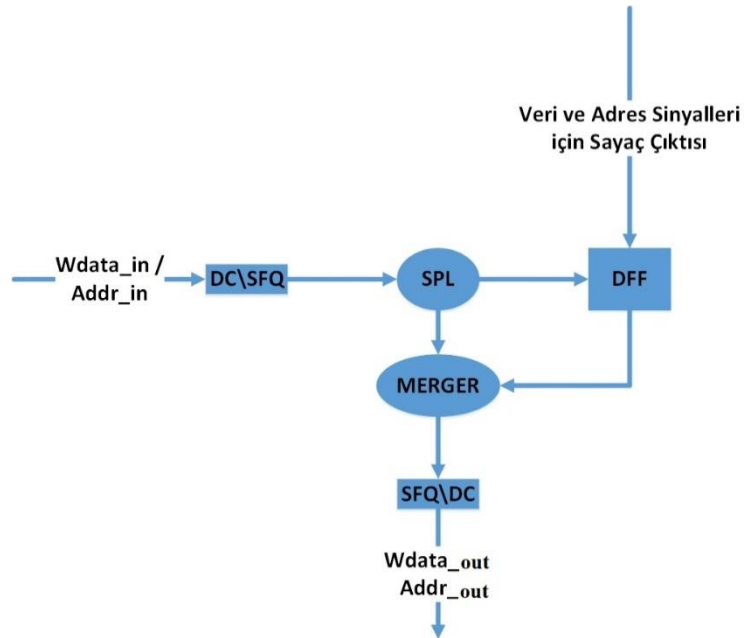 Veri ve Adres Sinyalleri
için Sayaç Çıktısı
Wdata_in /
Addr_in
DC\SFQ
SPL
DFF
MERGER
SFQ\DC
Wdata_out
Addr_out